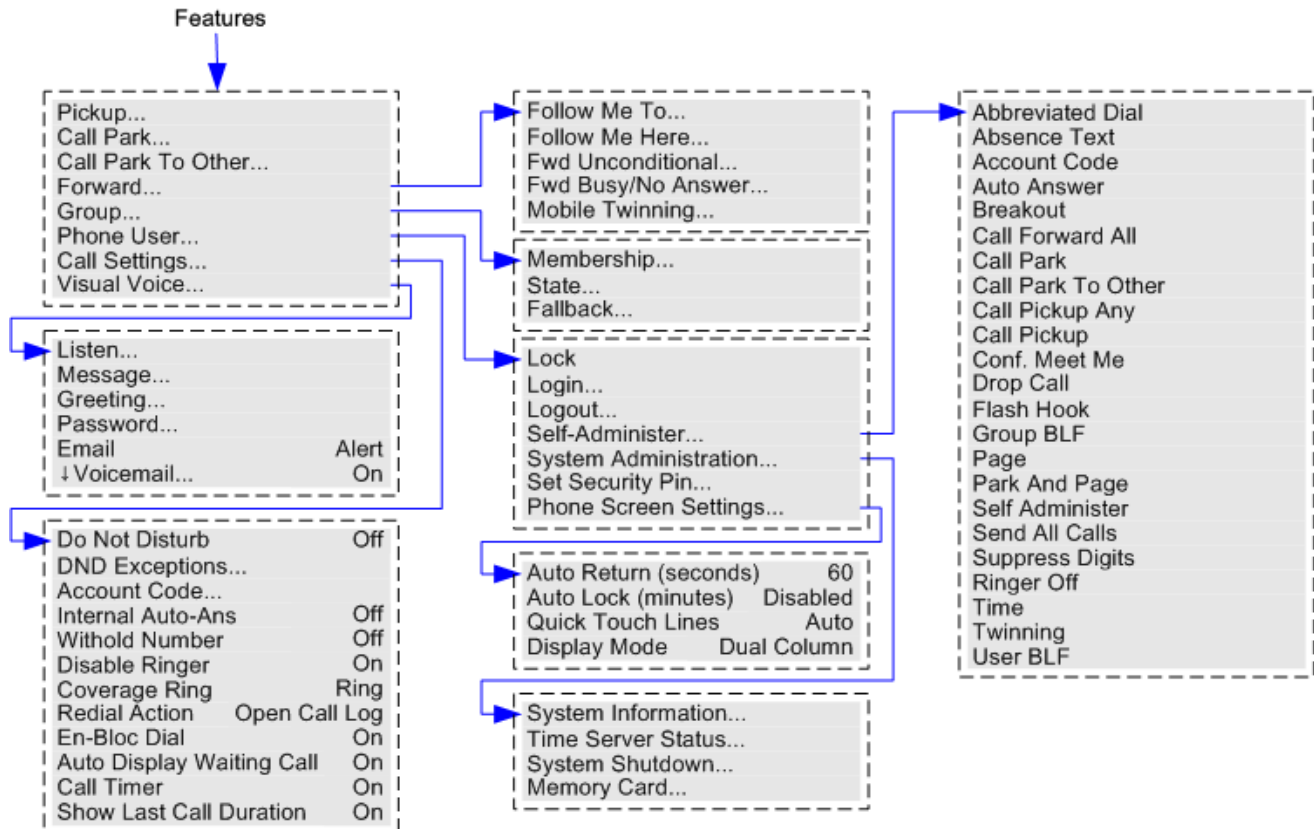 Features
Pickup...
Call Park...
Call Park To Other...
Forward...
Group...
Phone User...
Call Settings...
Visual Voice...
Listen...
Message...
Greeting...
Password...
Email Alert
↓Voicemail... On
Do Not Disturb Off
DND Exceptions...
Account Code...
Internal Auto-Ans Off
Withold Number Off
Disable Ringer On
Coverage Ring Ring
Redial Action Open Call Log
En-Bloc Dial On
Auto Display Waiting Call On
Call Timer On
Show Last Call Duration On
Follow Me To...
Follow Me Here...
Fwd Unconditional...
Fwd Busy/No Answer...
Mobile Twinning...
Membership...
State...
Fallback...
Lock
Login...
Logout...
Self-Administer...
System Administration...
Set Security Pin...
Phone Screen Settings...
Auto Return (seconds) 60
Auto Lock (minutes) Disabled
Quick Touch Lines Auto
Display Mode Dual Column
System Information...
Time Server Status...
System Shutdown...
Memory Card...
Abbreviated Dial
Absence Text
Account Code
Auto Answer
Breakout
Call Forward All
Call Park
Call Park To Other
Call Pickup Any
Call Pickup
Conf. Meet Me
Drop Call
Flash Hook
Group BLF
Page
Park And Page
Self Administer
Send All Calls
Suppress Digits
Ringer Off
Time
Twinning
User BLF